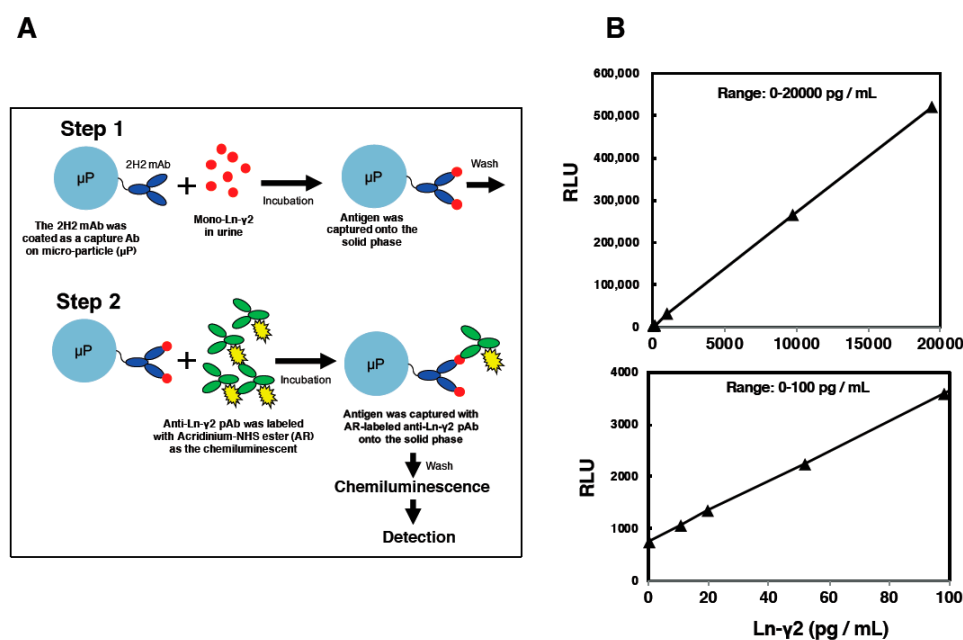 A
Step 1
2H2 mAb
µP
The 2H2 mAb was
coated as a capture Ab
on micro-particle (µP)
Mono-Ln-γ2
in urine
Incubation
µP
Antigen was
captured onto the
solid phase
Wash
Step 2
µP
Anti-Ln-γ2 pAb was labeled
with Acridinium-NHS ester (AR)
as the chemiluminescent
Incubation
µP
Antigen was captured with
AR-labeled anti-Ln-γ2 pAb
onto the solid phase
Wash
Chemiluminescence
Detection
B
Range: 0-20000 pg / mL
RLU
600,000
500,000
400,000
300,000
200,000
100,000
0
0 5000 10000 15000 20000
Range: 0-100 pg / mL
RLU
4000
3000
2000
1000
0
0 20 40 60 80 100
Ln-γ2 (pg / mL)